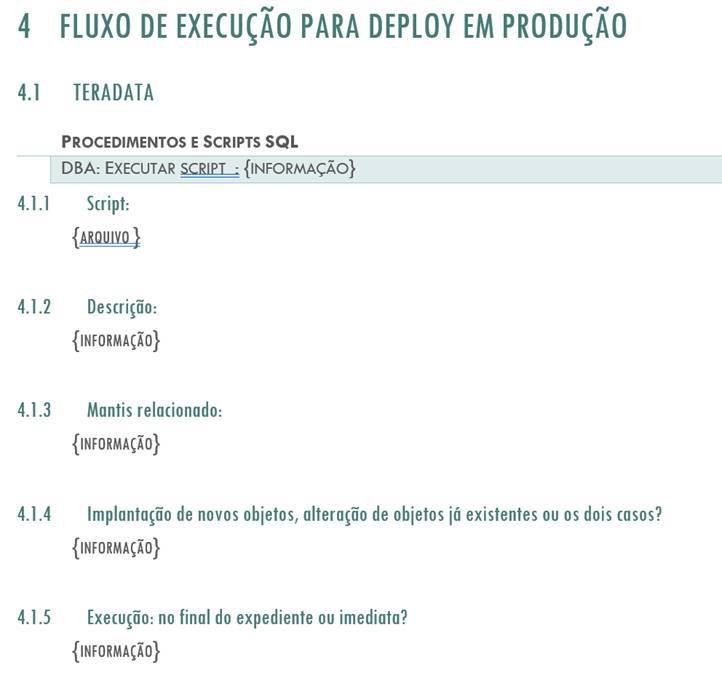 4 FLUXO DE EXECUÇÃO PARA DEPLOY EM PRODUÇÃO
4.1 TERADATA
PROCEDIMENTOS E SCRIPTS SQL
DBA: EXECUTAR SCRIPT : {INFORMAÇÃO}
4.1.1 Script:
{ARQUIVO }
4.1.2 Descrição:
{INFORMAÇÃO}
4.1.3 Mantis relacionado:
{INFORMAÇÃO}
4.1.4 Implantação de novos objetos, alteração de objetos já existentes ou os dois casos?
{INFORMAÇÃO}
4.1.5 Execução: no final do expediente ou imediata?
{INFORMAÇÃO}